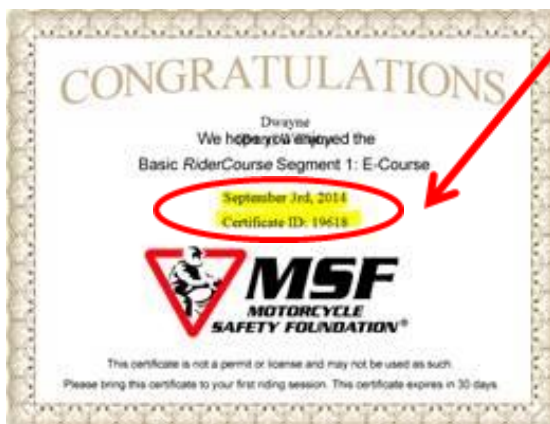 CONGRATULATIONS
Dwayne
We hope you enjoyed the
Basic RiderCourse Segment 1: E-Course
September 3rd, 2014
Certificate ID: 19618
MSF
MOTORCYCLE
SAFETY FOUNDATION®
This certificate is not a permit or license and may not be used as such.
Please bring this certificate to your first riding session. This certificate expires in 30 days.